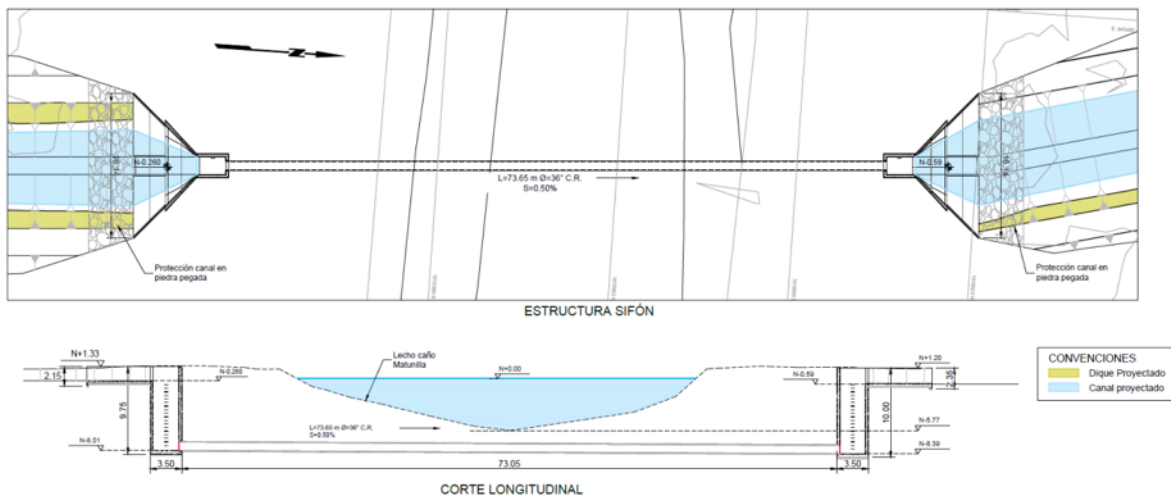 N
N-0.260
L=73.65 m Ø=36" C.R.
S=0.50%
N-0.59
Protección canal en
piedra pegada
Protección canal en
piedra pegada
ESTRUCTURA SIFÓN
N+1.33
2.15
N-0.260
9.75
N-8.01
3.50
Lecho caño
Matunilla
N=0.00
L=73.65 m Ø=36" C.R.
S=0.50%
73.05
N+1.20
2.35
N-0.59
10.00
N-5.77
N-8.39
3.50
CORTE LONGITUDINAL
CONVENCIONES
Dique Proyectado
Canal proyectado